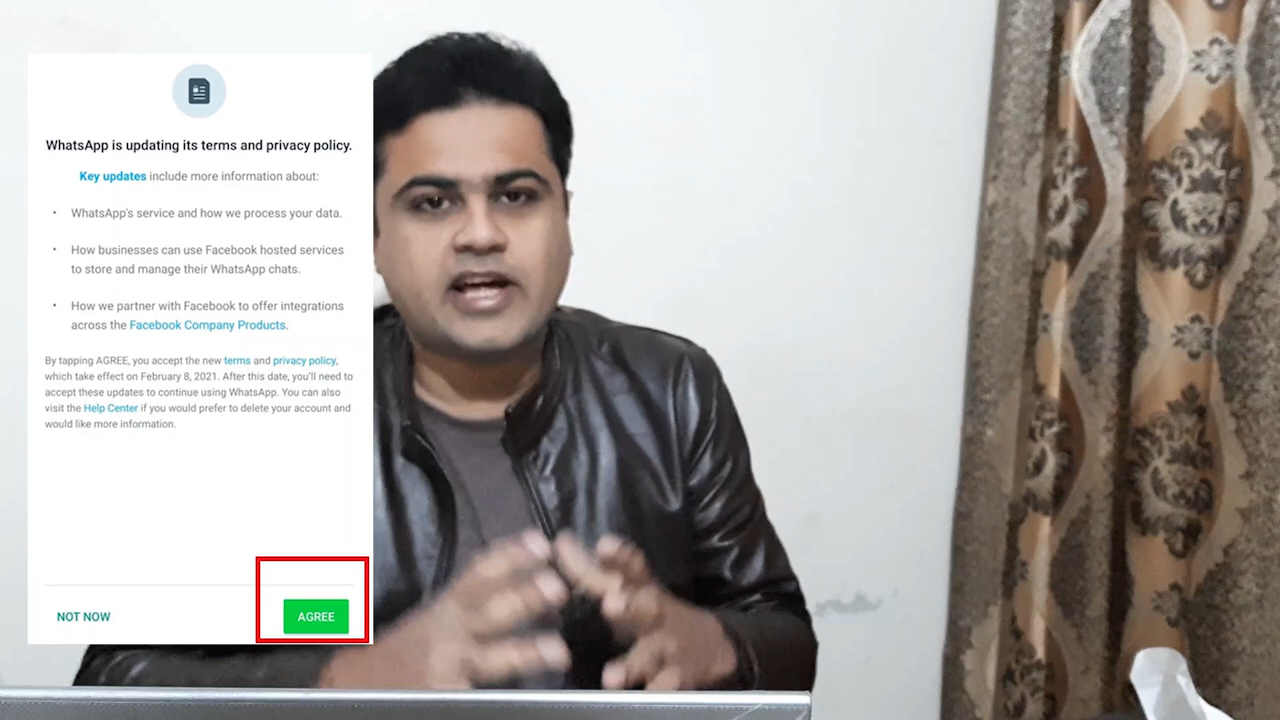 WhatsApp is updating its terms and privacy policy.
Key updates include more information about:
• WhatsApp's service and how we process your data.
• How businesses can use Facebook hosted services
to store and manage their WhatsApp chats.
• How we partner with Facebook to offer integrations
across the Facebook Company Products.
By tapping AGREE, you accept the new terms and privacy policy,
which take effect on February 8, 2021. After this date, you'll need to
accept these updates to continue using WhatsApp. You can also
visit the Help Center if you would prefer to delete your account and
would like more information.
NOT NOW
AGREE